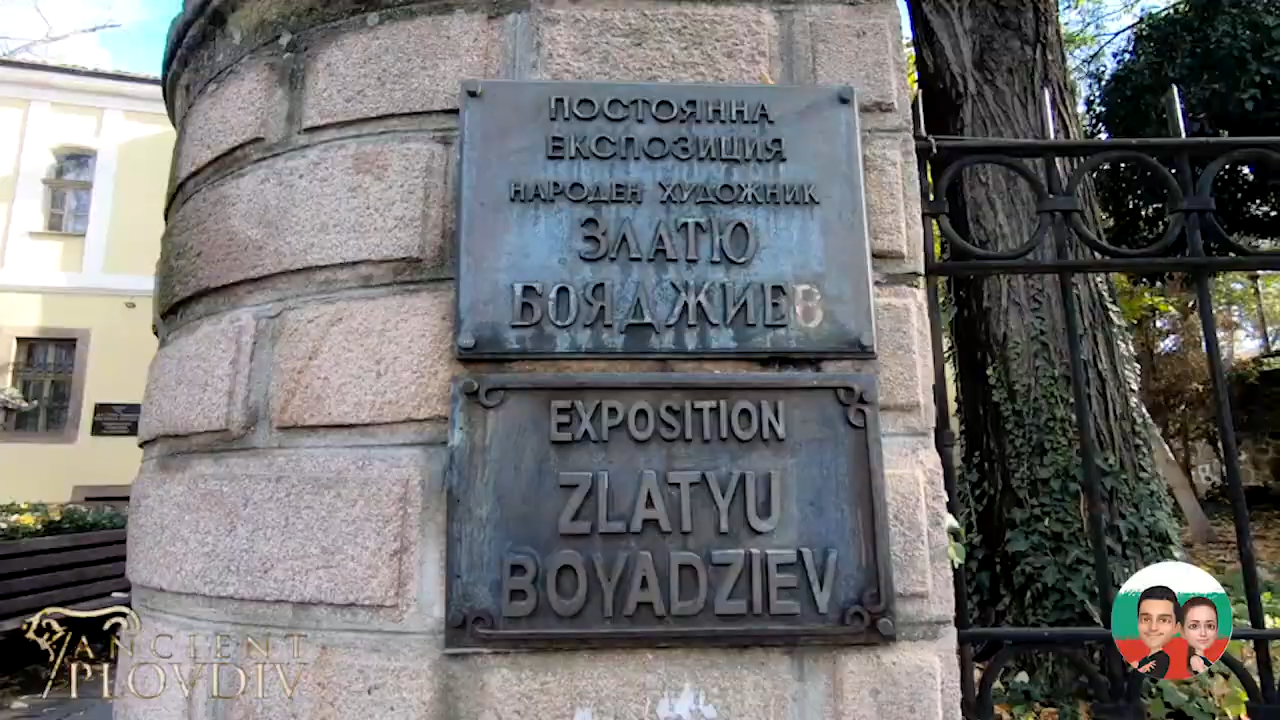 ПОСТОЯННА
ЕКСПОЗИЦИЯ
НАРОДЕН ХУДОЖНИК
ЗЛАТЮ
БОЯДЖИЕВ
EXPOSITION
ZLATYU
BOYADZIEV
ANCIENT
PLOVDIV